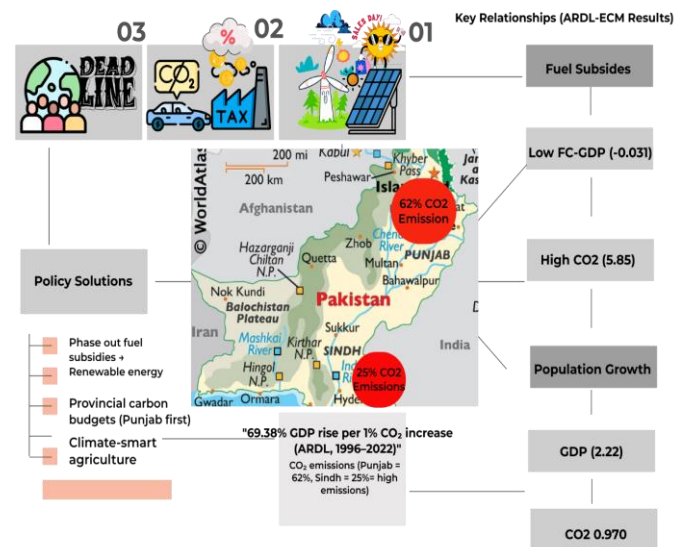 03
02
01
Key Relationships (ARDL-ECM Results)
DEAD
LINE
CO2
%
TAX
SALES DAY!
Fuel Subsides
Low FC-GDP (-0.031)
High CO2 (5.85)
Population Growth
GDP (2.22)
CO2 0.970
© WorldAtlas
200 mi
200 km
Kabul
Khyber
Pass
Peshawar
Isla
62% CO2
Emission
Afghanistan
Zhob
River
PUNJAB
Hazarganji
Chiltan
N.P.
Quetta
Multan
Bahawalpur
Nok Kundi
Pakistan
Balochistan
Plateau
Iran
Sukkur
India
Mashkai
River
Kirthar
N.P.
SINDH
Hingol
N.P.
25% CO2
Emissions
Gwadar
Ormara
Hyde
Policy Solutions
Phase out fuel
subsidies +
Renewable energy
Provincial carbon
budgets (Punjab first)
Climate-smart
agriculture
"69.38% GDP rise per 1% CO₂ increase
(ARDL, 1996–2022)"
CO₂ emissions (Punjab =
62%, Sindh = 25%= high
emissions)